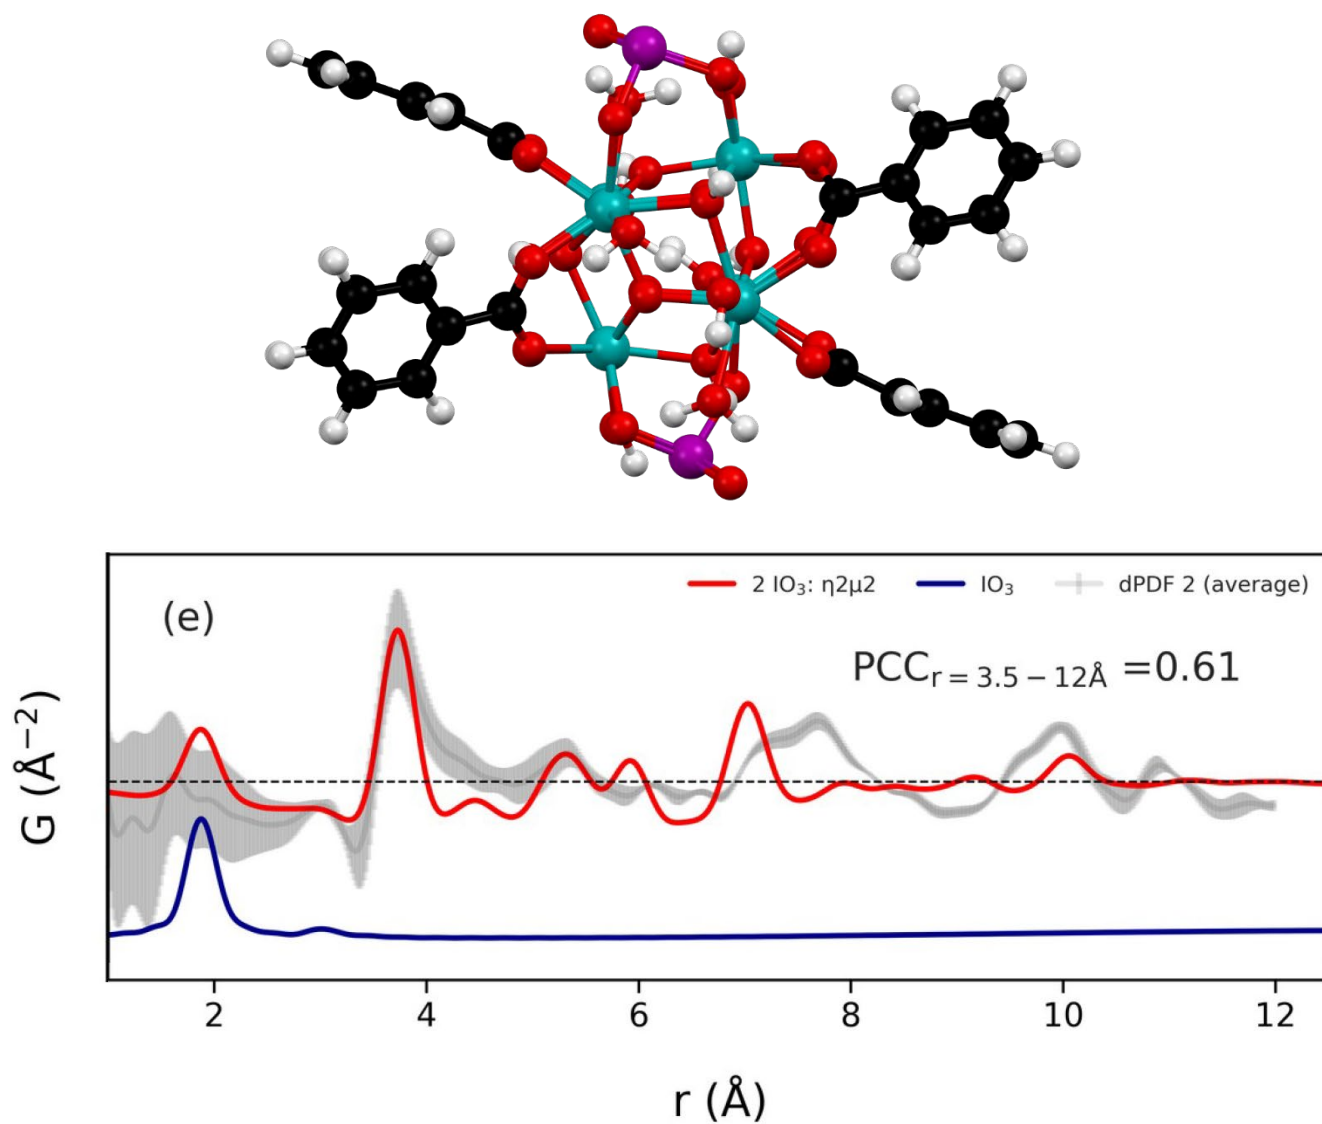 (e)
2 IO₃: η2μ2
IO₃
dPDF 2 (average)
PCC r = 3.5 − 12Å =0.61
G (Å⁻²)
2 4 6 8 10 12
r (Å)